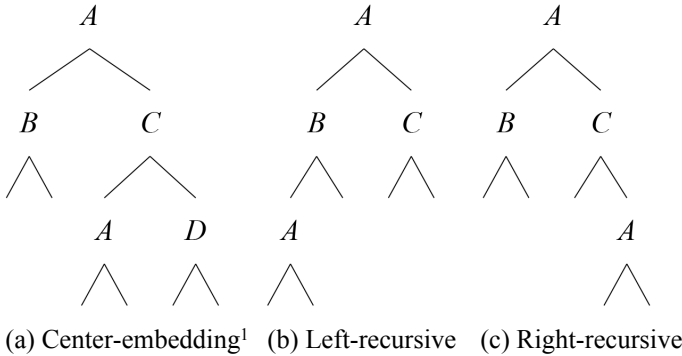 A A A
B C B C B C
A D A A
(a) Center-embedding¹ (b) Left-recursive (c) Right-recursive